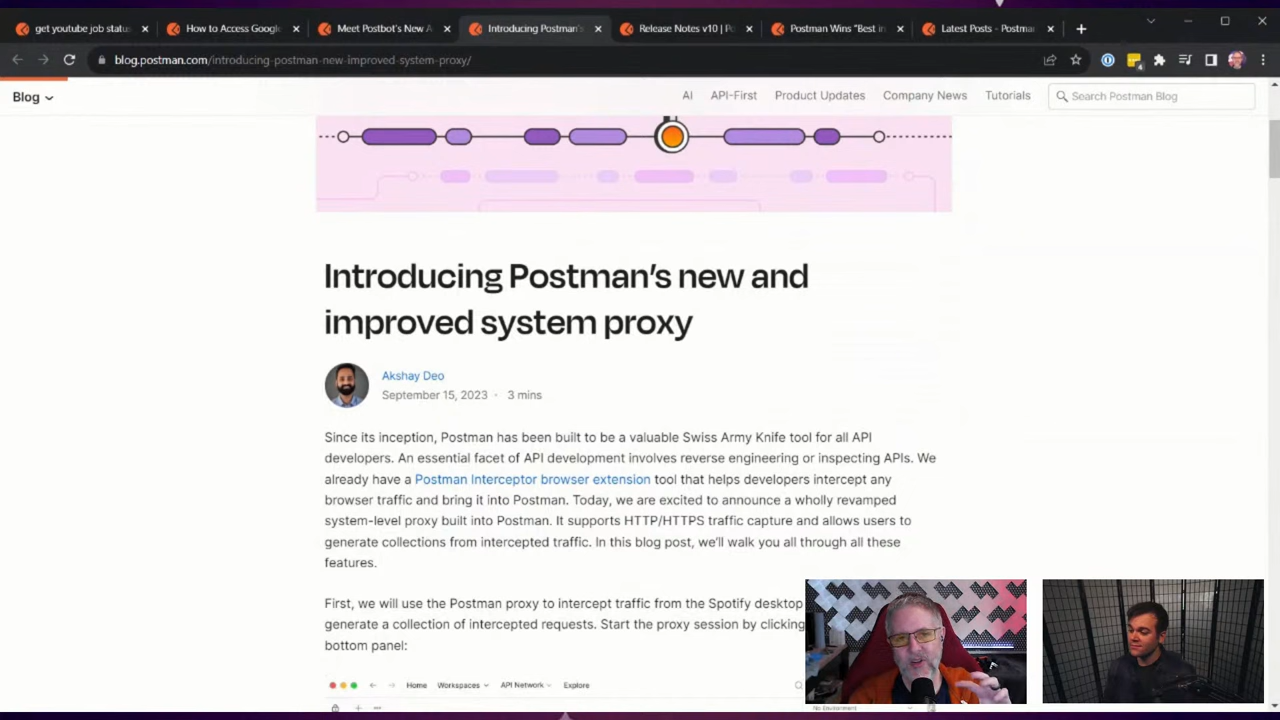 get youtube job status
How to Access Google
Meet Postbot's New A
Introducing Postman's
Release Notes v10 | Po
Postman Wins "Best in
Latest Posts - Postman
blog.postman.com/introducing-postman-new-improved-system-proxy/
4
Blog
AI
API-First
Product Updates
Company News
Tutorials
Search Postman Blog
Introducing Postman's new and
improved system proxy
Akshay Deo
September 15, 2023 · 3 mins
Since its inception, Postman has been built to be a valuable Swiss Army Knife tool for all API
developers. An essential facet of API development involves reverse engineering or inspecting APIs. We
already have a Postman Interceptor browser extension tool that helps developers intercept any
browser traffic and bring it into Postman. Today, we are excited to announce a wholly revamped
system-level proxy built into Postman. It supports HTTP/HTTPS traffic capture and allows users to
generate collections from intercepted traffic. In this blog post, we'll walk you all through all these
features.
First, we will use the Postman proxy to intercept traffic from the Spotify desktop
generate a collection of intercepted requests. Start the proxy session by clicking
bottom panel:
Home
Workspaces
API Network
Explore
No Environment